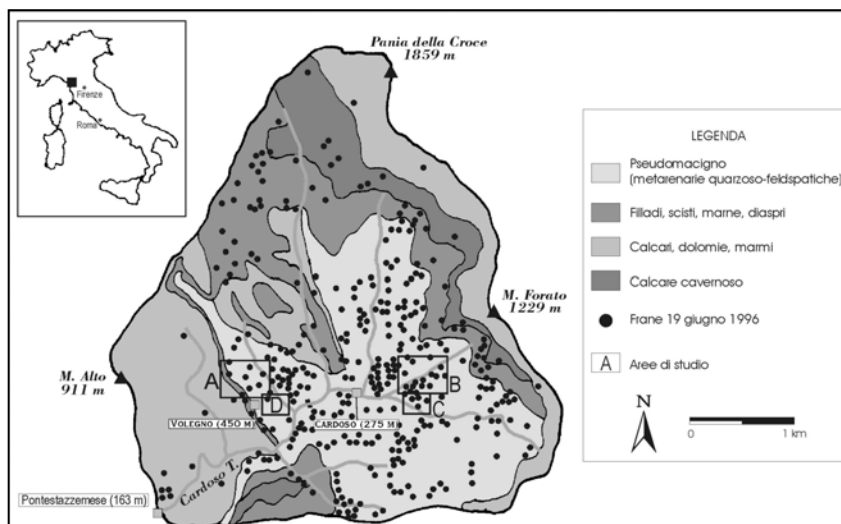 Firenze
Roma
Pania della Croce
1859 m
M. Forato
1229 m
M. Alto
911 m
A
B
C
D
VOLEGNO (450 M)
CARDOSO (275 M)
Cardoso T.
Pontestazzemese (163 m)
LEGENDA
Pseudomacigno
(metarenarie quarzoso-feldspatiche)
Filladi, scisti, marne, diaspri
Calcari, dolomie, marmi
Calcare cavernoso
Frane 19 giugno 1996
A Aree di studio
N
0 1 km